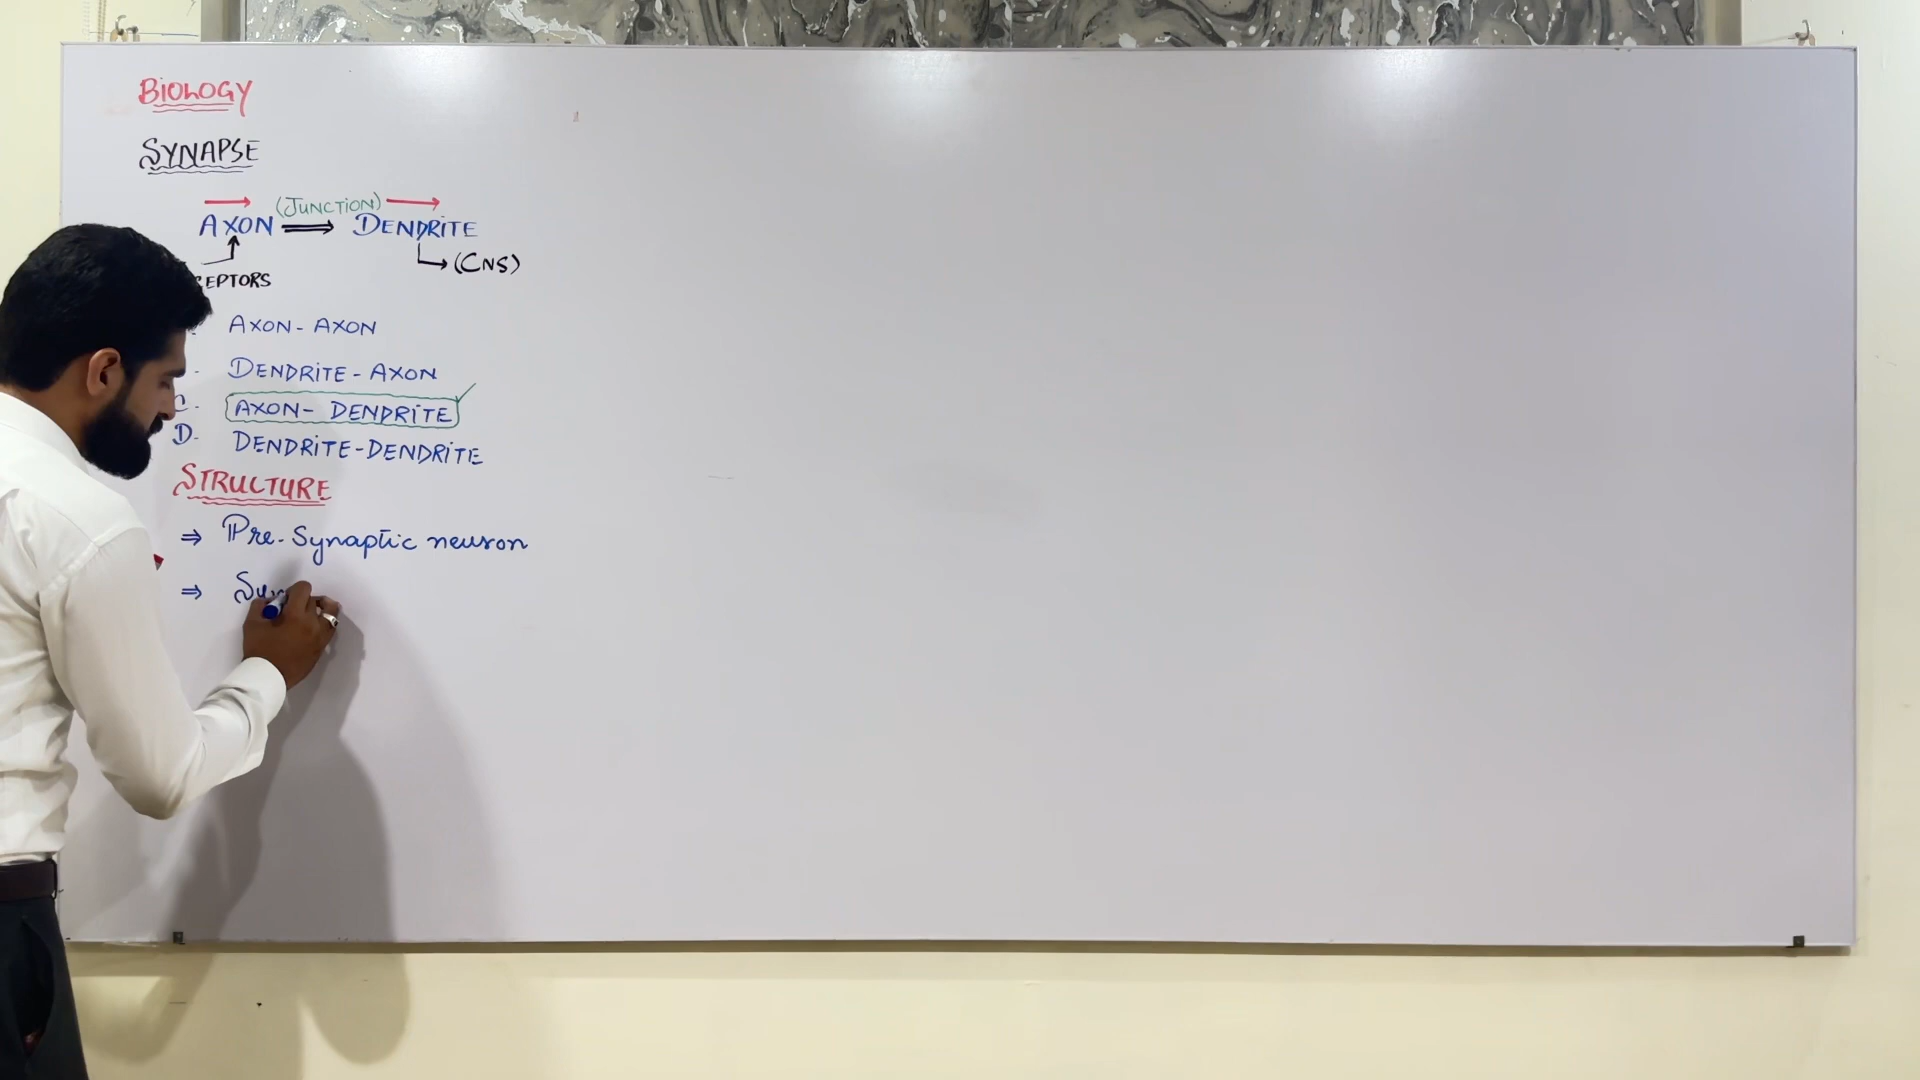 BIOLOGY
SYNAPSE
(JUNCTION)
AXON ⟹ DENDRITE
→ (CNS)
EPTORS
AXON - AXON
DENDRITE - AXON
C. AXON - DENDRITE ✓
D. DENDRITE - DENDRITE
STRUCTURE
⇒ Pre-Synaptic neuron
⇒ Syn